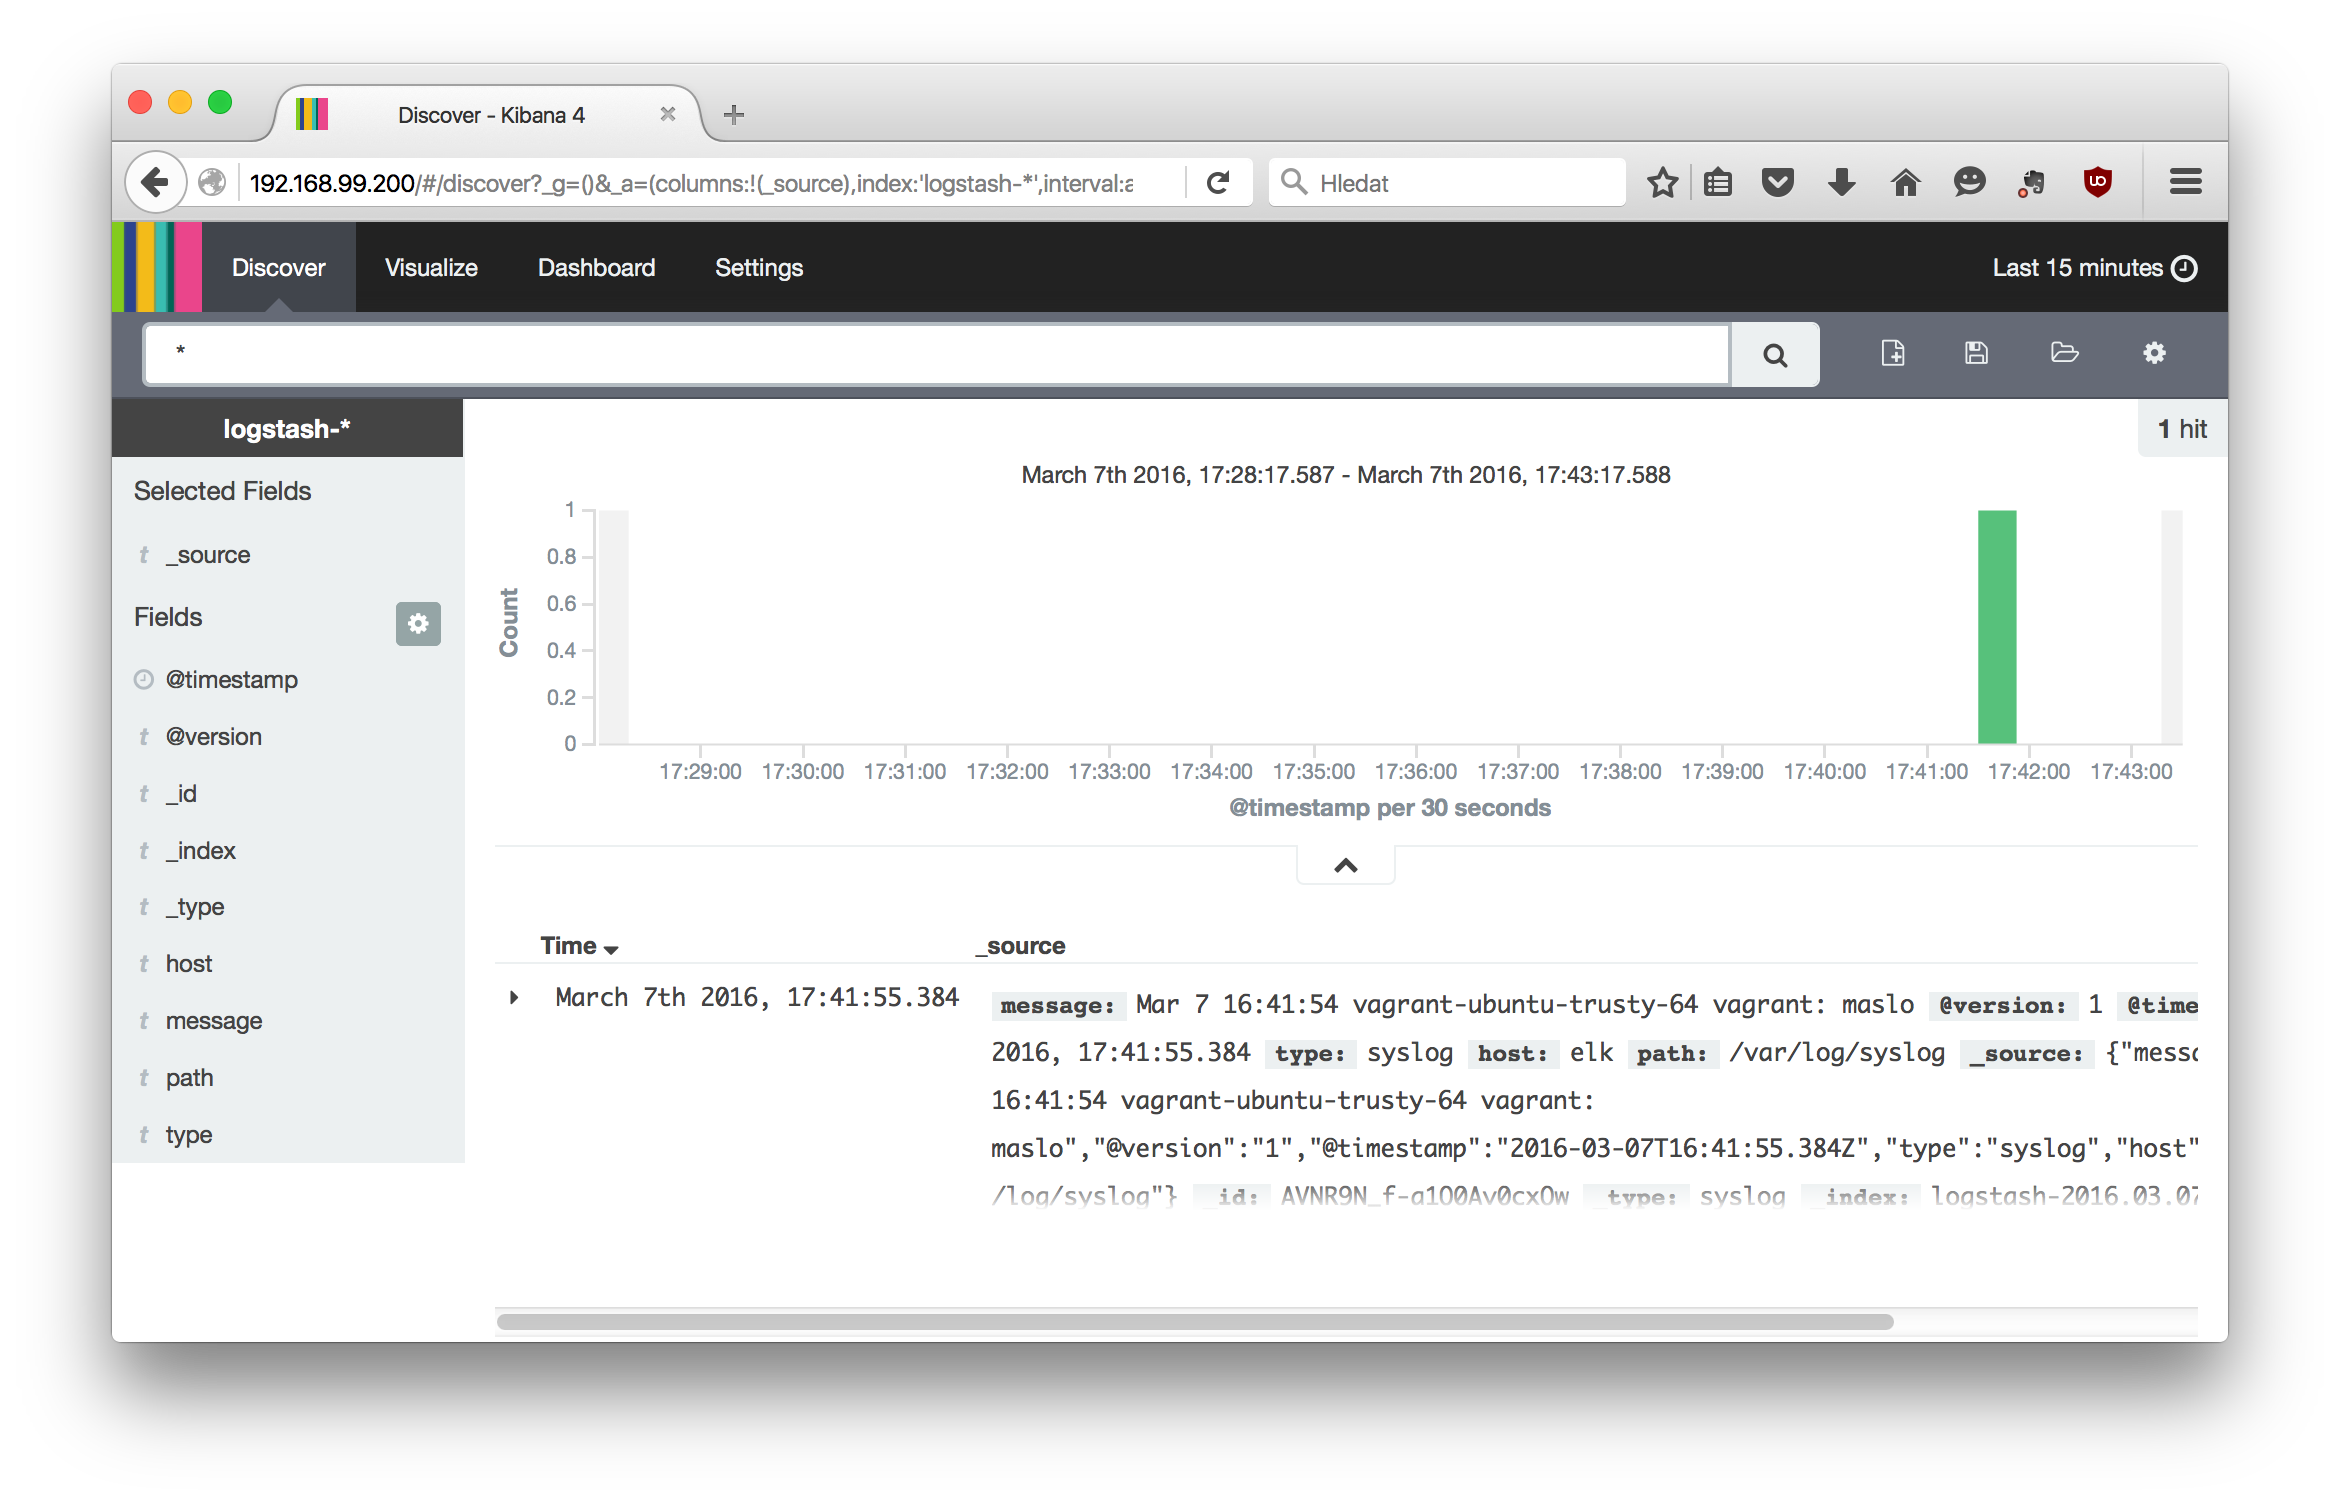 Discover - Kibana 4
192.168.99.200/#/discover?_g=()&_a=(columns:!(_source),index:'logstash-*',interval:a
Hledat
Discover Visualize Dashboard Settings Last 15 minutes
*
logstash-*
1 hit
Selected Fields
t _source
Fields
@timestamp
t @version
t _id
t _index
t _type
t host
t message
t path
t type
March 7th 2016, 17:28:17.587 - March 7th 2016, 17:43:17.588
Count
1
0.8
0.6
0.4
0.2
0
17:29:00 17:30:00 17:31:00 17:32:00 17:33:00 17:34:00 17:35:00 17:36:00 17:37:00 17:38:00 17:39:00 17:40:00 17:41:00 17:42:00 17:43:00
@timestamp per 30 seconds
Time _source
March 7th 2016, 17:41:55.384
message: Mar 7 16:41:54 vagrant-ubuntu-trusty-64 vagrant: maslo @version: 1 @time
2016, 17:41:55.384 type: syslog host: elk path: /var/log/syslog _source: {"messa
16:41:54 vagrant-ubuntu-trusty-64 vagrant:
maslo","@version":"1","@timestamp":"2016-03-07T16:41:55.384Z","type":"syslog","host"
/log/syslog"} _id: _type: syslog _index: logstash-2016.03.07